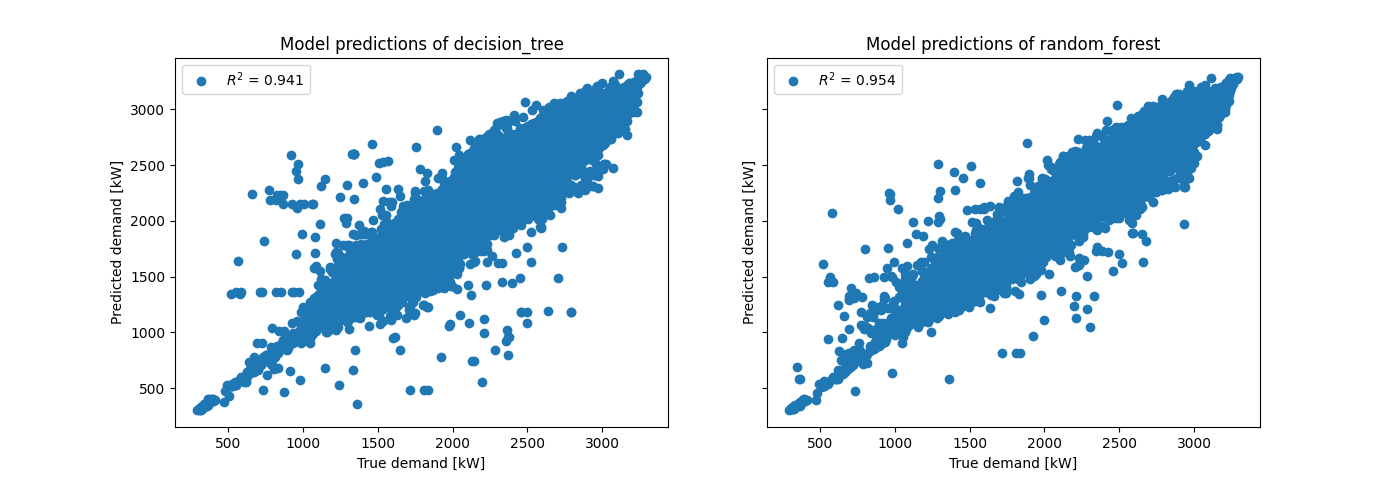 Model predictions of decision_tree
R² = 0.941
3000
2500
2000
1500
1000
500
Predicted demand [kW]
500 1000 1500 2000 2500 3000
True demand [kW]
Model predictions of random_forest
R² = 0.954
Predicted demand [kW]
500 1000 1500 2000 2500 3000
True demand [kW]